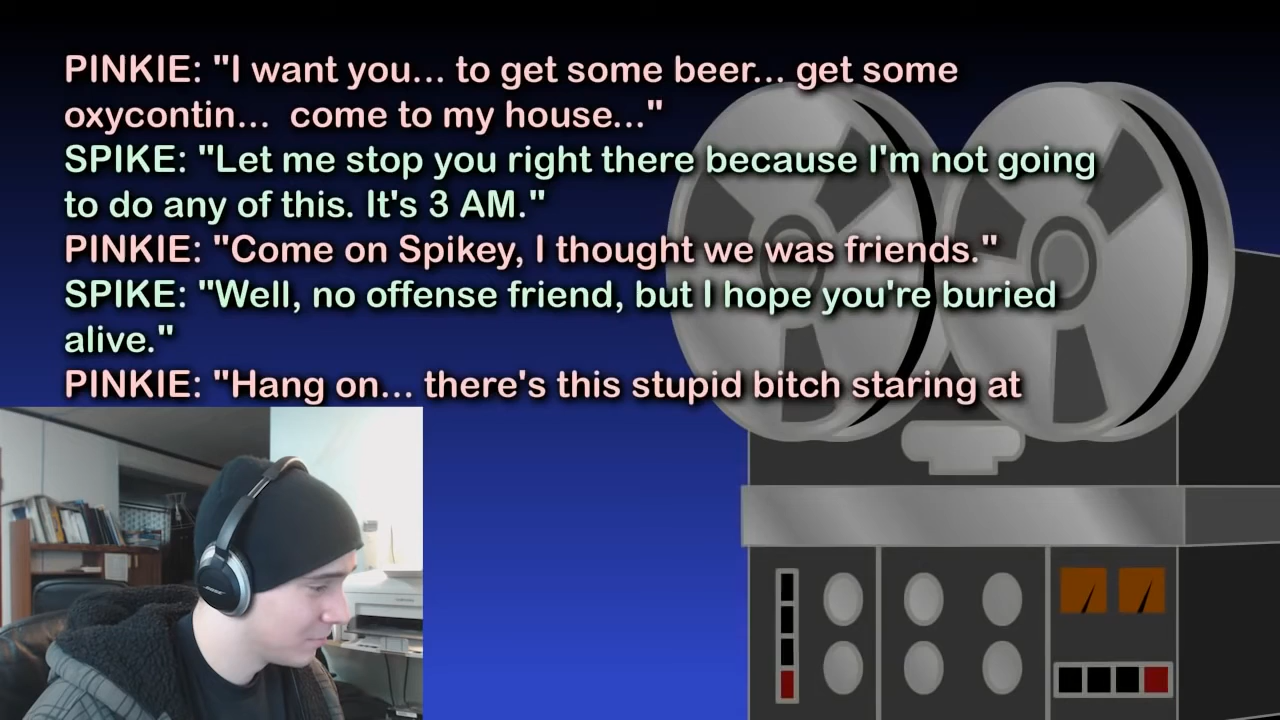 PINKIE: "I want you... to get some beer... get some
oxycontin... come to my house..."
SPIKE: "Let me stop you right there because I'm not going
to do any of this. It's 3 AM."
PINKIE: "Come on Spikey, I thought we was friends."
SPIKE: "Well, no offense friend, but I hope you're buried
alive."
PINKIE: "Hang on... there's this stupid bitch staring at